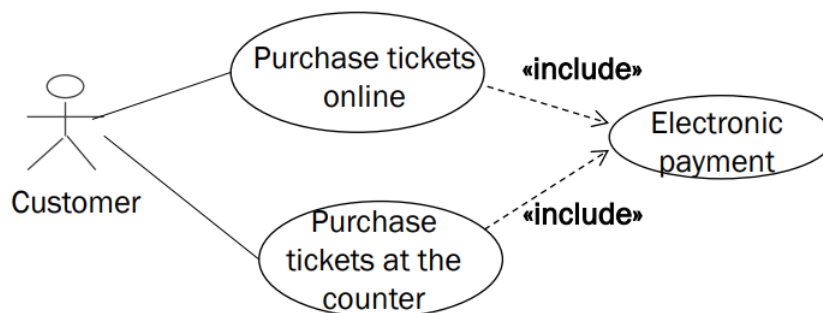 Purchase tickets
online
«include»
Electronic
payment
Customer
«include»
Purchase
tickets at the
counter